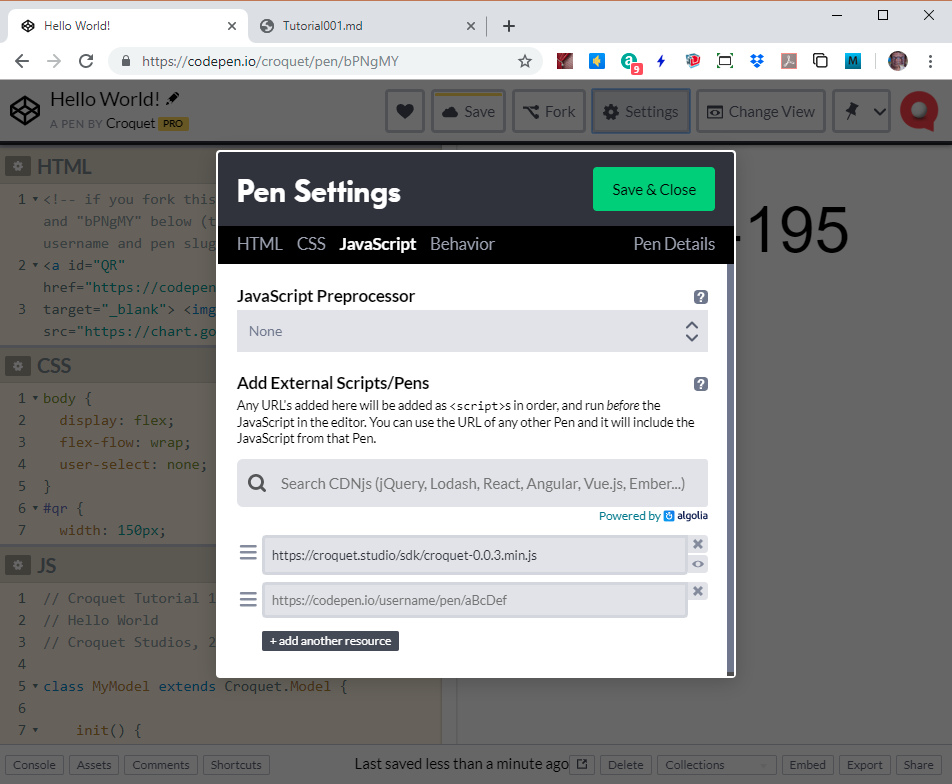 Hello World!
Tutorial001.md
https://codepen.io/croquet/pen/bPNgMY
9
M
Hello World!
A PEN BY Croquet PRO
Save
Fork
Settings
Change View
HTML
1 <!-- if you fork this
and "bPNgMY" below (t
username and pen slug
2 <a id="QR"
href="https://codepen
3 target="_blank"> <img
src="https://chart.go
CSS
1 body {
2 display: flex;
3 flex-flow: wrap;
4 user-select: none;
5 }
6 #qr {
7 width: 150px;
JS
1 // Croquet Tutorial 1
2 // Hello World
3 // Croquet Studios, 2
4
5 class MyModel extends Croquet.Model {
6
7 init() {
-195
Pen Settings
Save & Close
HTML CSS JavaScript Behavior Pen Details
JavaScript Preprocessor
?
None
Add External Scripts/Pens
?
Any URL's added here will be added as <script>s in order, and run before the
JavaScript in the editor. You can use the URL of any other Pen and it will include the
JavaScript from that Pen.
Search CDNjs (jQuery, Lodash, React, Angular, Vue.js, Ember...)
Powered by algolia
https://croquet.studio/sdk/croquet-0.0.3.min.js
https://codepen.io/username/pen/aBcDef
+ add another resource
Console Assets Comments Shortcuts Last saved less than a minute ago Delete Collections Embed Export Share